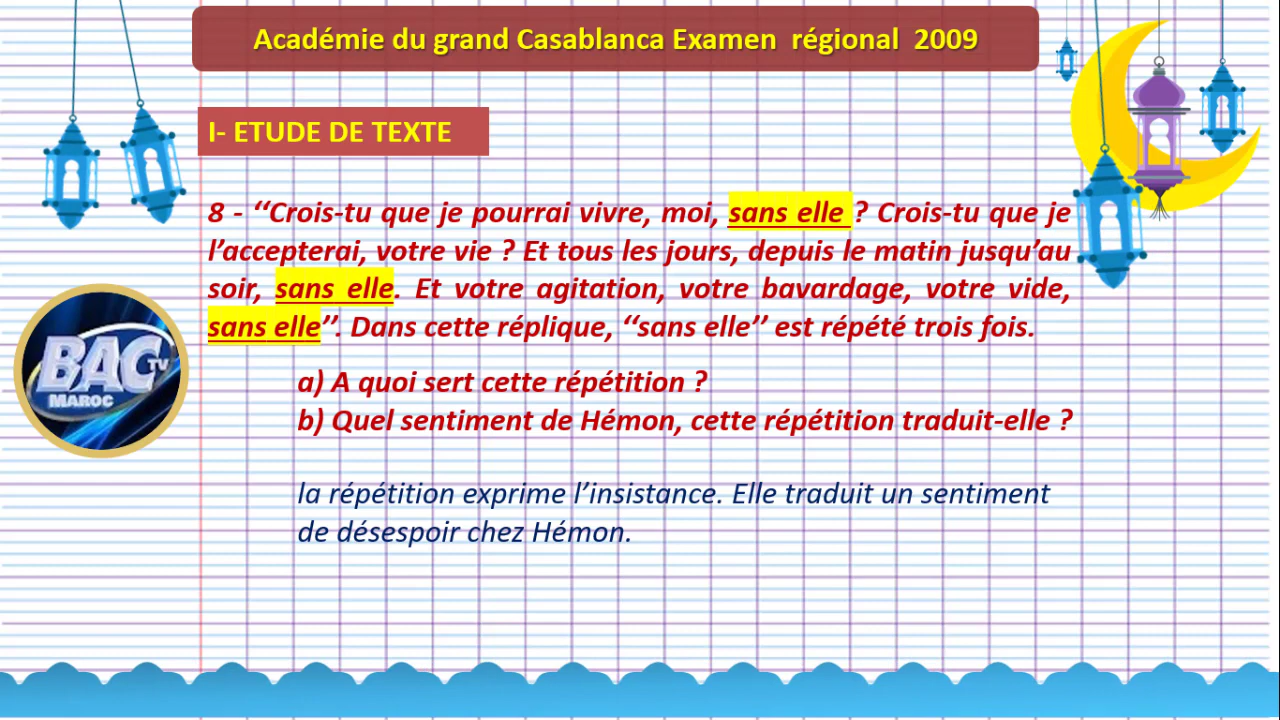 Académie du grand Casablanca Examen régional 2009
I- ETUDE DE TEXTE
8 - ‘‘Crois-tu que je pourrai vivre, moi, sans elle ? Crois-tu que je
l’accepterai, votre vie ? Et tous les jours, depuis le matin jusqu’au
soir, sans elle. Et votre agitation, votre bavardage, votre vide,
sans elle’’. Dans cette réplique, ‘‘sans elle’’ est répété trois fois.
a) A quoi sert cette répétition ?
b) Quel sentiment de Hémon, cette répétition traduit-elle ?
la répétition exprime l’insistance. Elle traduit un sentiment
de désespoir chez Hémon.
BAC TV
MAROC